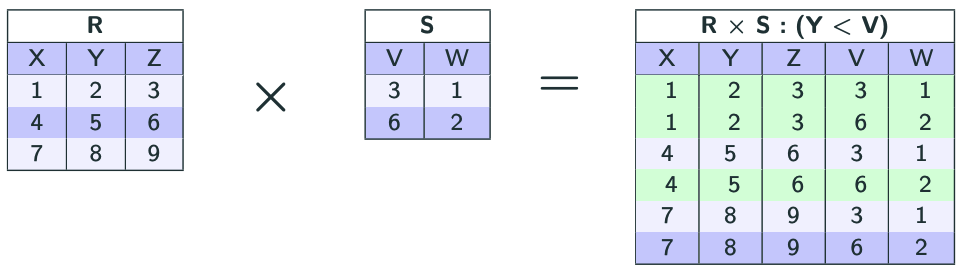 R
X Y Z
1 2 3
4 5 6
7 8 9
×
S
V W
3 1
6 2
=
R × S : (Y < V)
X Y Z V W
1 2 3 3 1
1 2 3 6 2
4 5 6 3 1
4 5 6 6 2
7 8 9 3 1
7 8 9 6 2